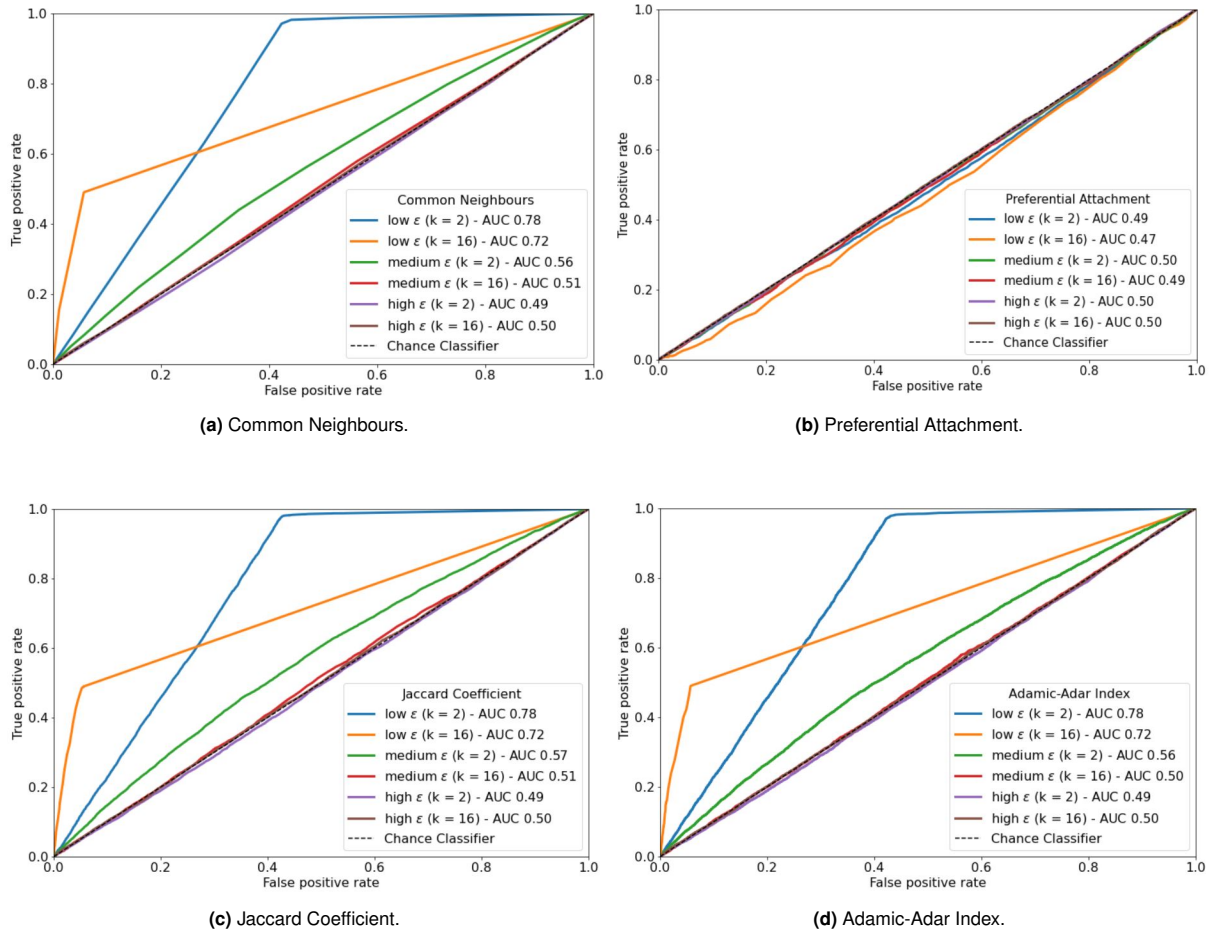 1.0
0.8
0.6
0.4
0.2
0.0
True positive rate
Common Neighbours
low ε (k = 2) - AUC 0.78
low ε (k = 16) - AUC 0.72
medium ε (k = 2) - AUC 0.56
medium ε (k = 16) - AUC 0.51
high ε (k = 2) - AUC 0.49
high ε (k = 16) - AUC 0.50
Chance Classifier
0.0 0.2 0.4 0.6 0.8 1.0
False positive rate
(a) Common Neighbours.
1.0
0.8
0.6
0.4
0.2
0.0
True positive rate
Preferential Attachment
low ε (k = 2) - AUC 0.49
low ε (k = 16) - AUC 0.47
medium ε (k = 2) - AUC 0.50
medium ε (k = 16) - AUC 0.49
high ε (k = 2) - AUC 0.50
high ε (k = 16) - AUC 0.50
Chance Classifier
0.0 0.2 0.4 0.6 0.8 1.0
False positive rate
(b) Preferential Attachment.
1.0
0.8
0.6
0.4
0.2
0.0
True positive rate
Jaccard Coefficient
low ε (k = 2) - AUC 0.78
low ε (k = 16) - AUC 0.72
medium ε (k = 2) - AUC 0.57
medium ε (k = 16) - AUC 0.51
high ε (k = 2) - AUC 0.49
high ε (k = 16) - AUC 0.50
Chance Classifier
0.0 0.2 0.4 0.6 0.8 1.0
False positive rate
(c) Jaccard Coefficient.
1.0
0.8
0.6
0.4
0.2
0.0
True positive rate
Adamic-Adar Index
low ε (k = 2) - AUC 0.78
low ε (k = 16) - AUC 0.72
medium ε (k = 2) - AUC 0.56
medium ε (k = 16) - AUC 0.50
high ε (k = 2) - AUC 0.49
high ε (k = 16) - AUC 0.50
Chance Classifier
0.0 0.2 0.4 0.6 0.8 1.0
False positive rate
(d) Adamic-Adar Index.